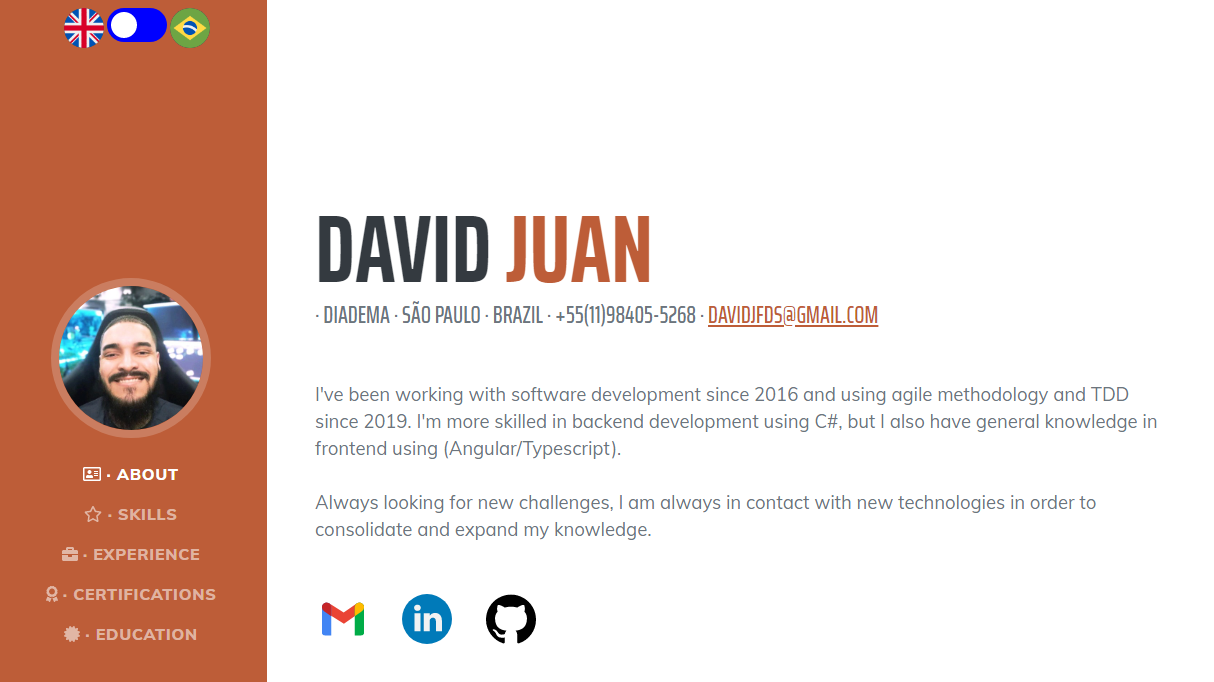 · ABOUT
· SKILLS
· EXPERIENCE
· CERTIFICATIONS
· EDUCATION
DAVID JUAN
· DIADEMA · SÃO PAULO · BRAZIL · +55(11)98405-5268 · DAVIDJFDS@GMAIL.COM
I've been working with software development since 2016 and using agile methodology and TDD
since 2019. I'm more skilled in backend development using C#, but I also have general knowledge in
frontend using (Angular/Typescript).
Always looking for new challenges, I am always in contact with new technologies in order to
consolidate and expand my knowledge.
in